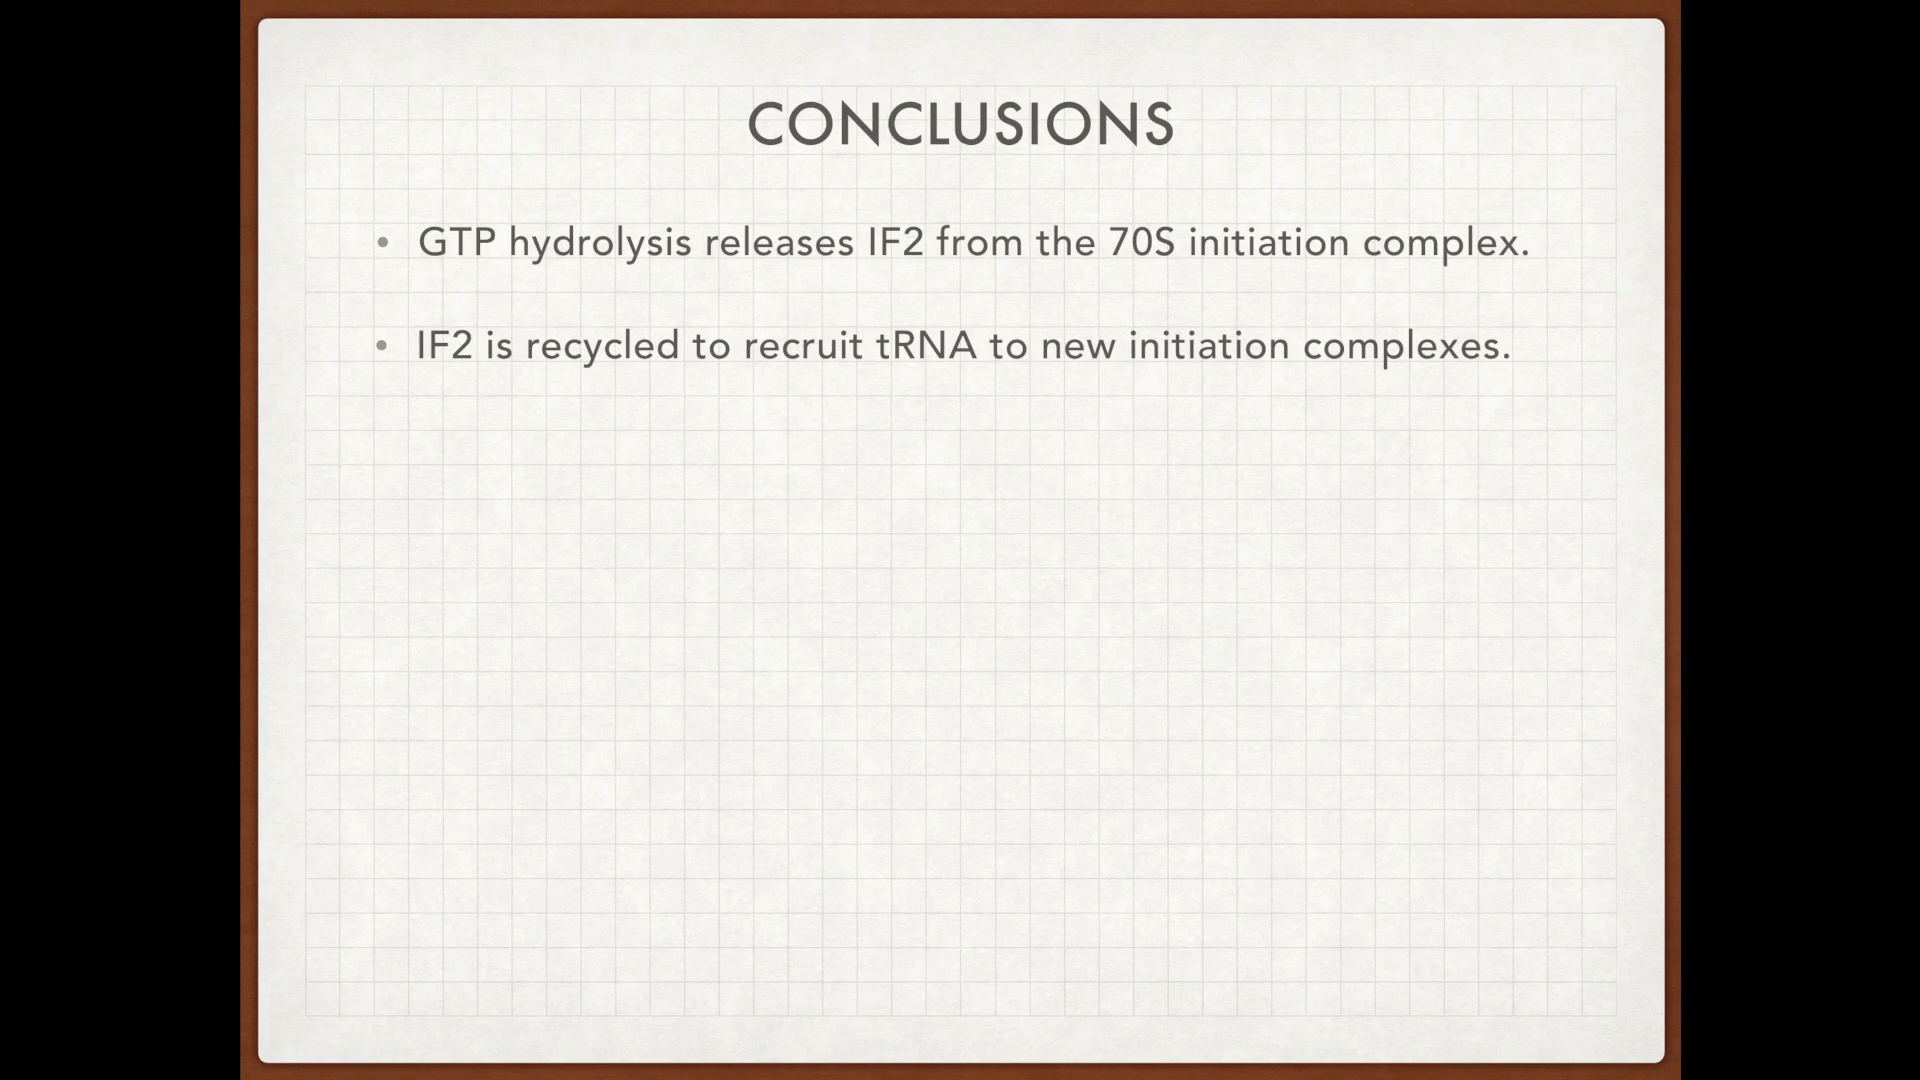 CONCLUSIONS
• GTP hydrolysis releases IF2 from the 70S initiation complex.
• IF2 is recycled to recruit tRNA to new initiation complexes.